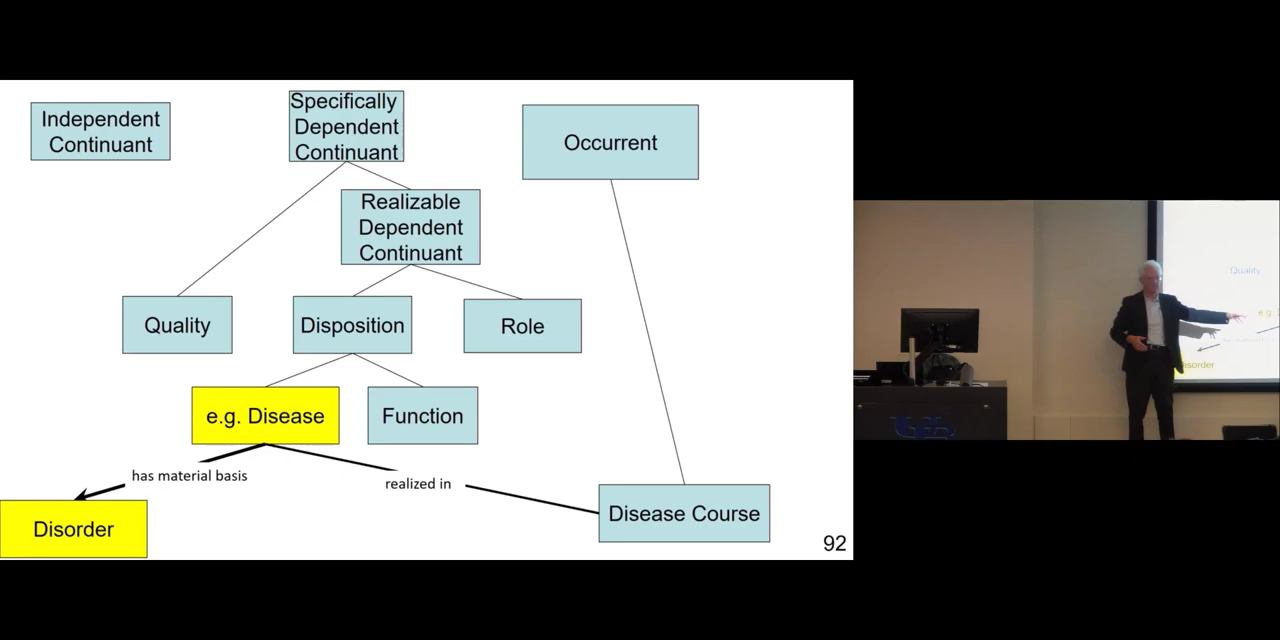 Independent
Continuant
Specifically
Dependent
Continuant
Occurrent
Realizable
Dependent
Continuant
Quality
Disposition
Role
e.g. Disease
Function
has material basis
realized in
Disorder
Disease Course
92
Quality
e.g.